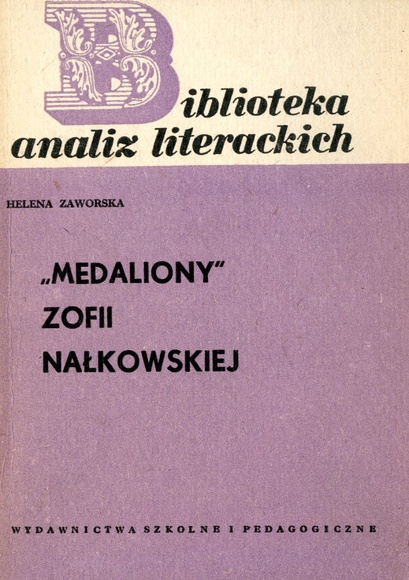 Biblioteka
analiz literackich
HELENA ZAWORSKA
„MEDALIONY”
ZOFII
NAŁKOWSKIEJ
WYDAWNICTWA SZKOLNE I PEDAGOGICZNE